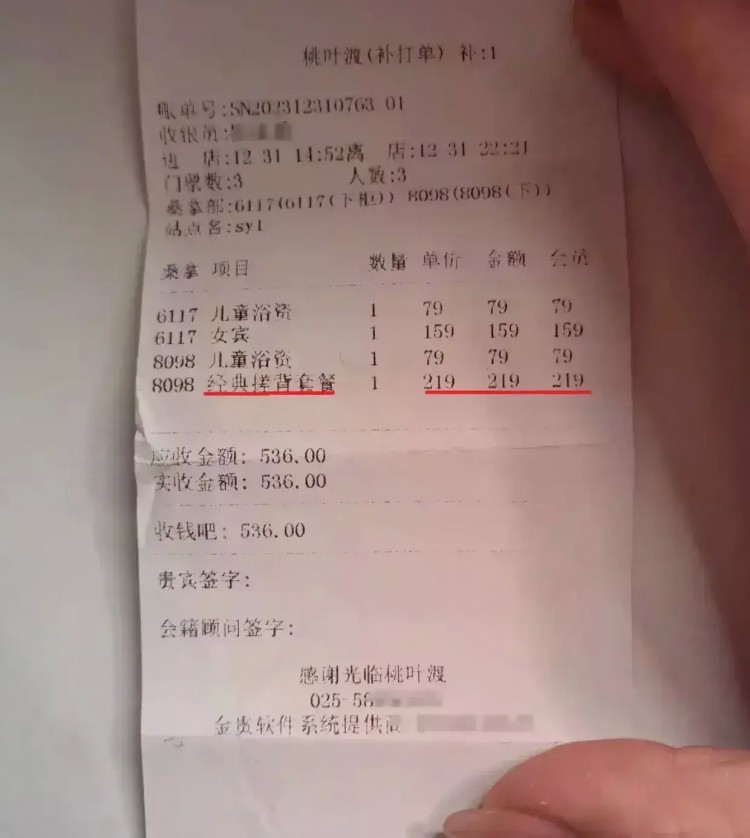 桃叶渡(补打单) 补:1
账单号:SN202312310763 01
收银员:
进 店:12 31 14:52离 店:12 31 22:21
门票数:3 人数:3
桑拿部:6117(6117(下柜)) 8098(8098(下))
站点名:sy1
桑拿 项目 数量 单价 金额 会员
6117 儿童浴资 1 79 79 79
6117 女宾 1 159 159 159
8098 儿童浴资 1 79 79 79
8098 经典搓背套餐 1 219 219 219
应收金额: 536.00
实收金额: 536.00
收钱吧: 536.00
贵宾签字:
会籍顾问签字:
感谢光临桃叶渡
025-58
金贵软件系统提供商